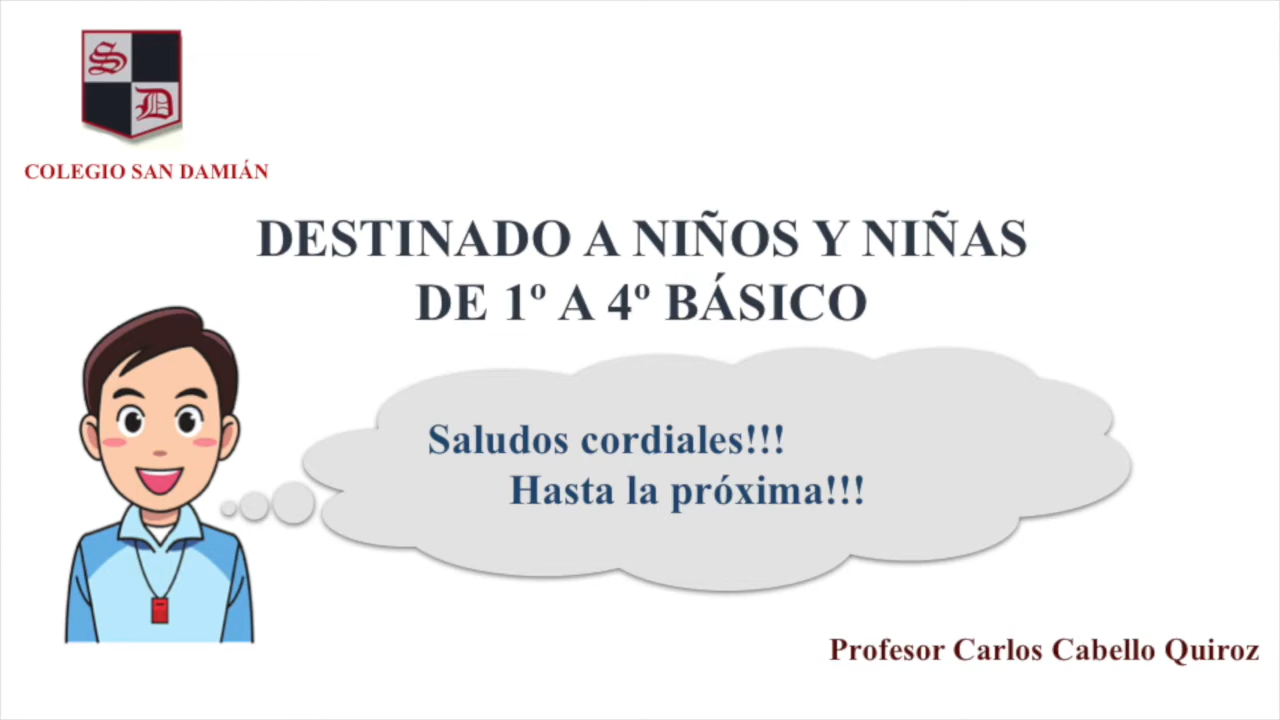 S
D
COLEGIO SAN DAMIÁN
DESTINADO A NIÑOS Y NIÑAS
DE 1º A 4º BÁSICO
Saludos cordiales!!!
Hasta la próxima!!!
Profesor Carlos Cabello Quiroz